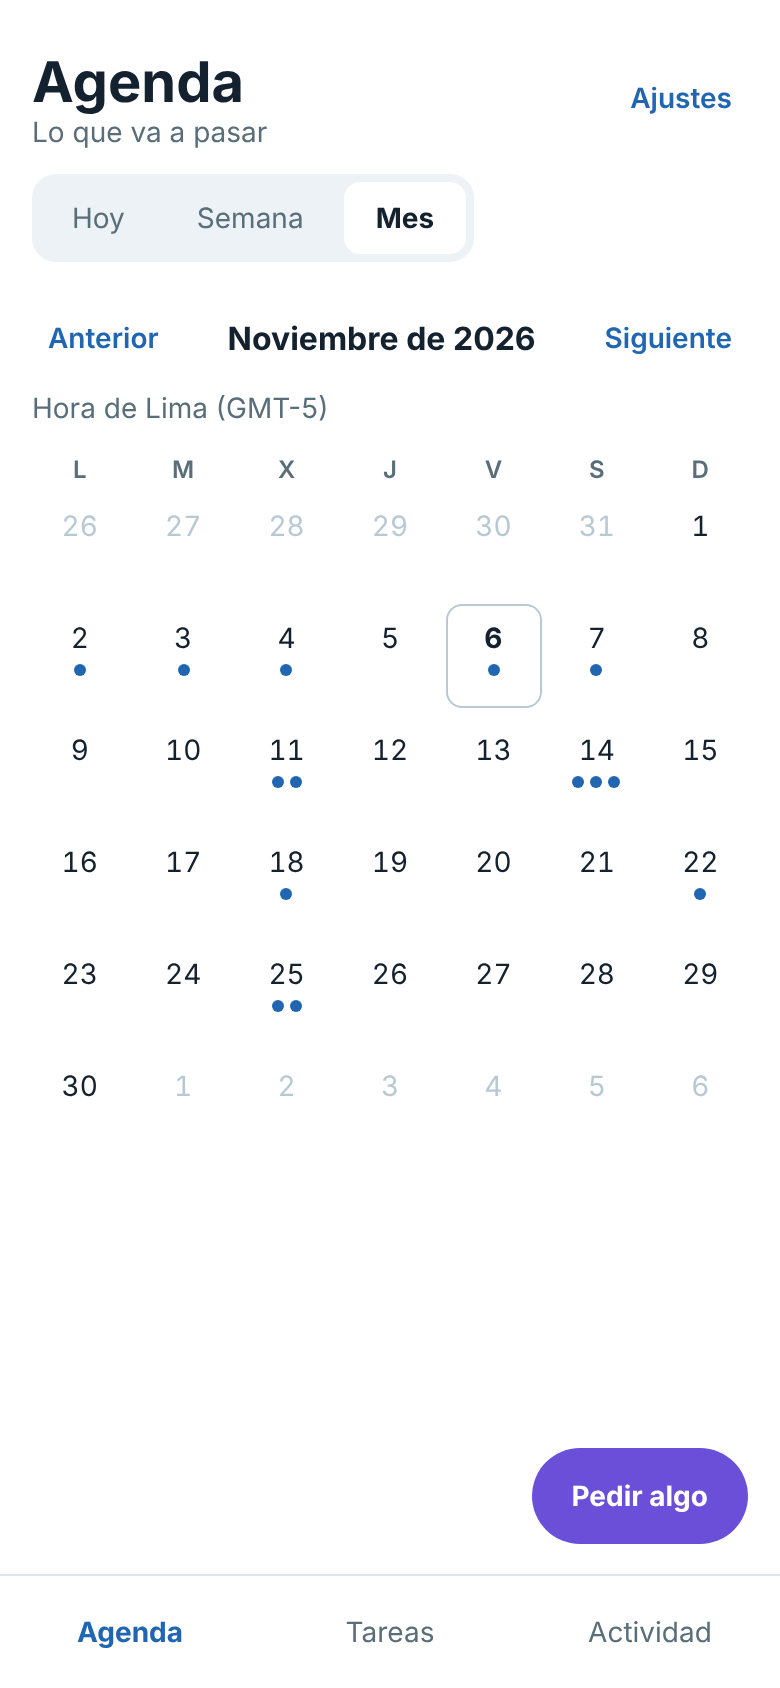 Agenda
Ajustes
Lo que va a pasar
Hoy Semana Mes
Anterior Noviembre de 2026 Siguiente
Hora de Lima (GMT-5)
L M X J V S D
26 27 28 29 30 31 1
2 3 4 5 6 7 8
9 10 11 12 13 14 15
16 17 18 19 20 21 22
23 24 25 26 27 28 29
30 1 2 3 4 5 6
Pedir algo
Agenda Tareas Actividad